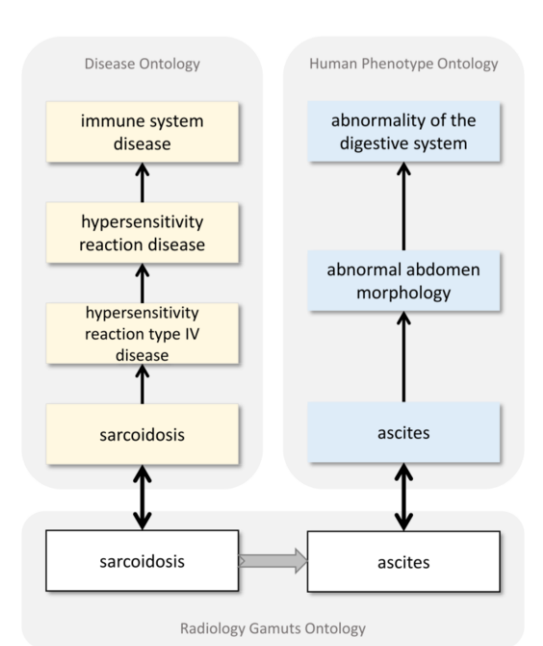 Disease Ontology
immune system
disease
hypersensitivity
reaction disease
hypersensitivity
reaction type IV
disease
sarcoidosis
Human Phenotype Ontology
abnormality of the
digestive system
abnormal abdomen
morphology
ascites
sarcoidosis
ascites
Radiology Gamuts Ontology